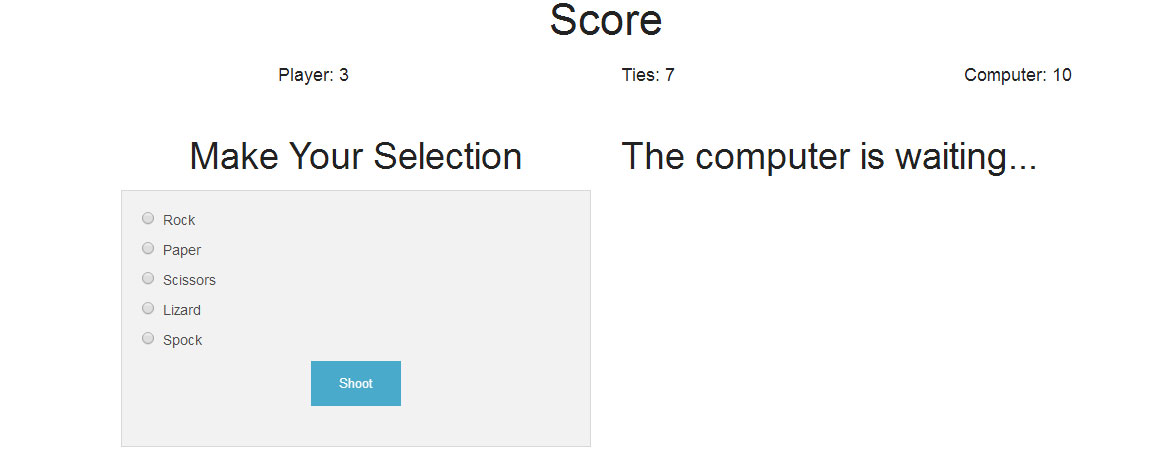 Score
Player: 3 Ties: 7 Computer: 10
Make Your Selection The computer is waiting...
Rock
Paper
Scissors
Lizard
Spock
Shoot